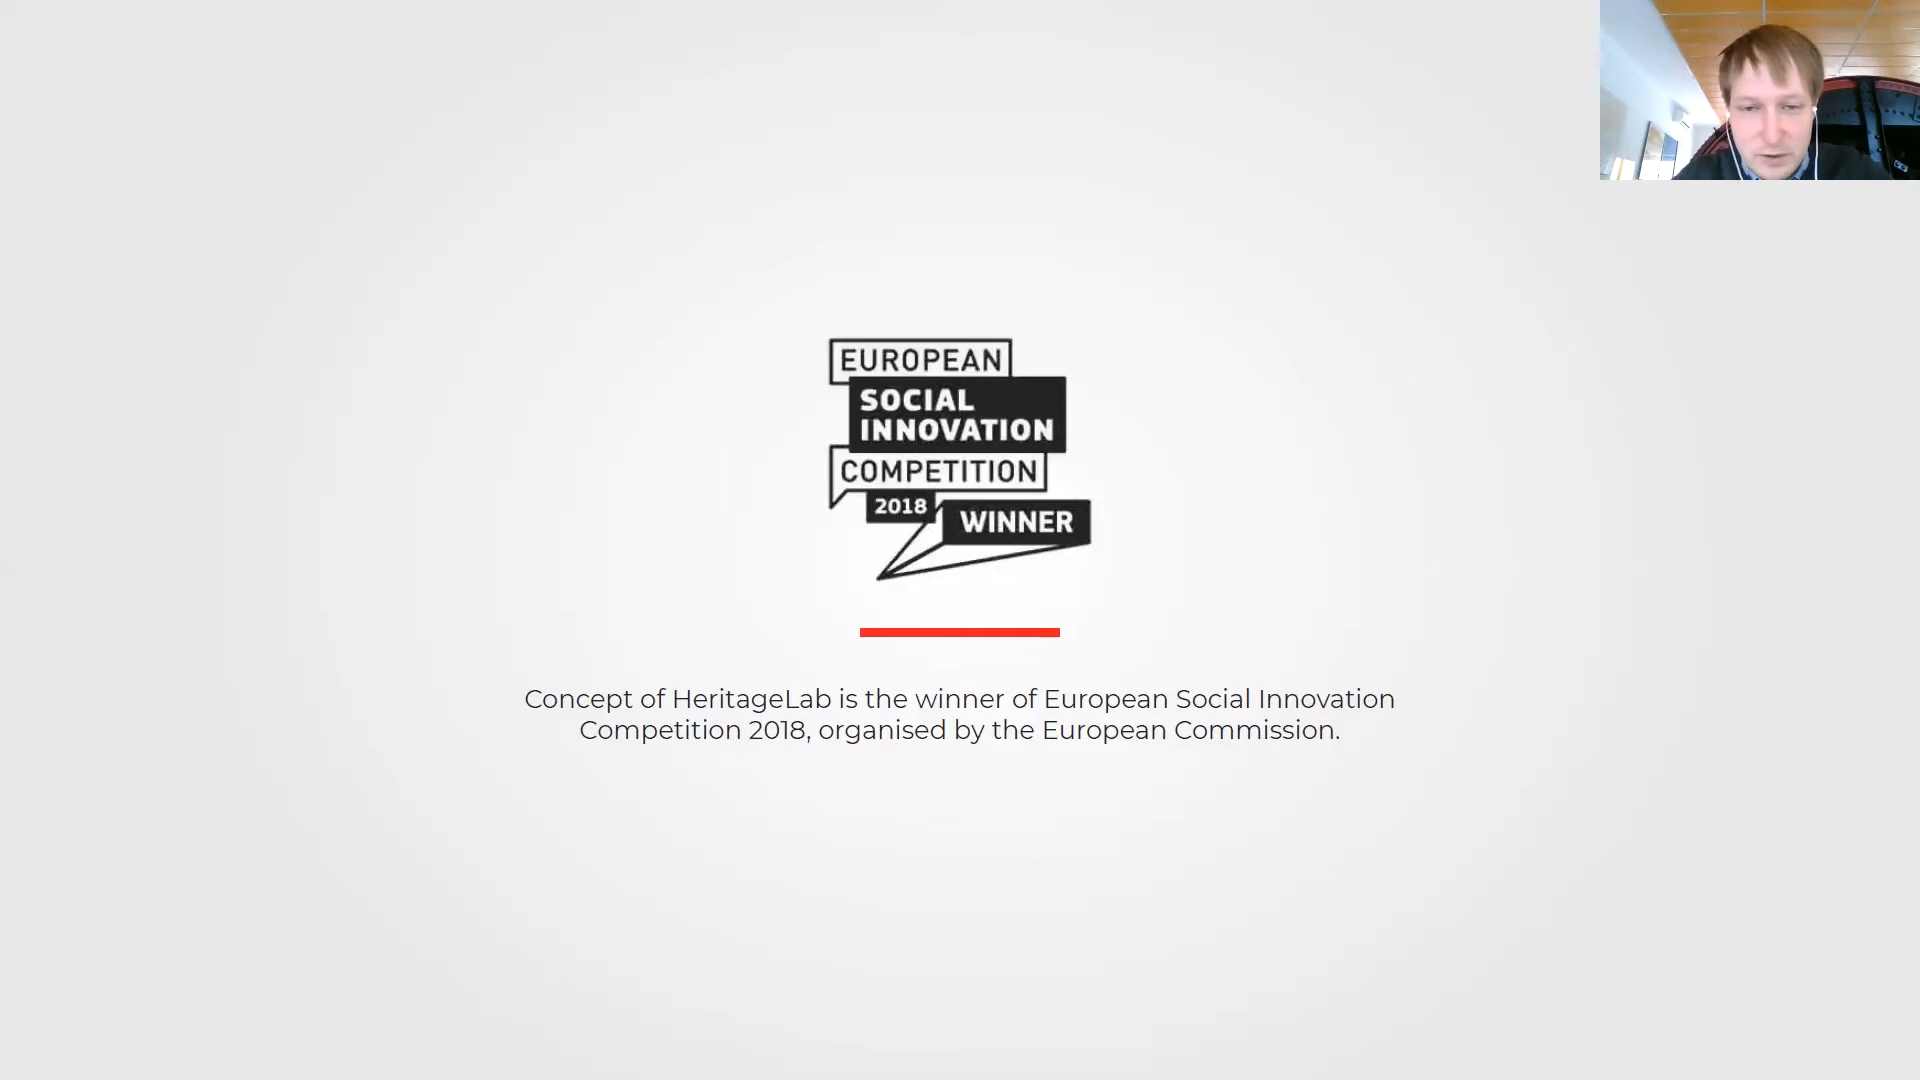 EUROPEAN
SOCIAL
INNOVATION
COMPETITION
2018
WINNER
Concept of HeritageLab is the winner of European Social Innovation
Competition 2018, organised by the European Commission.